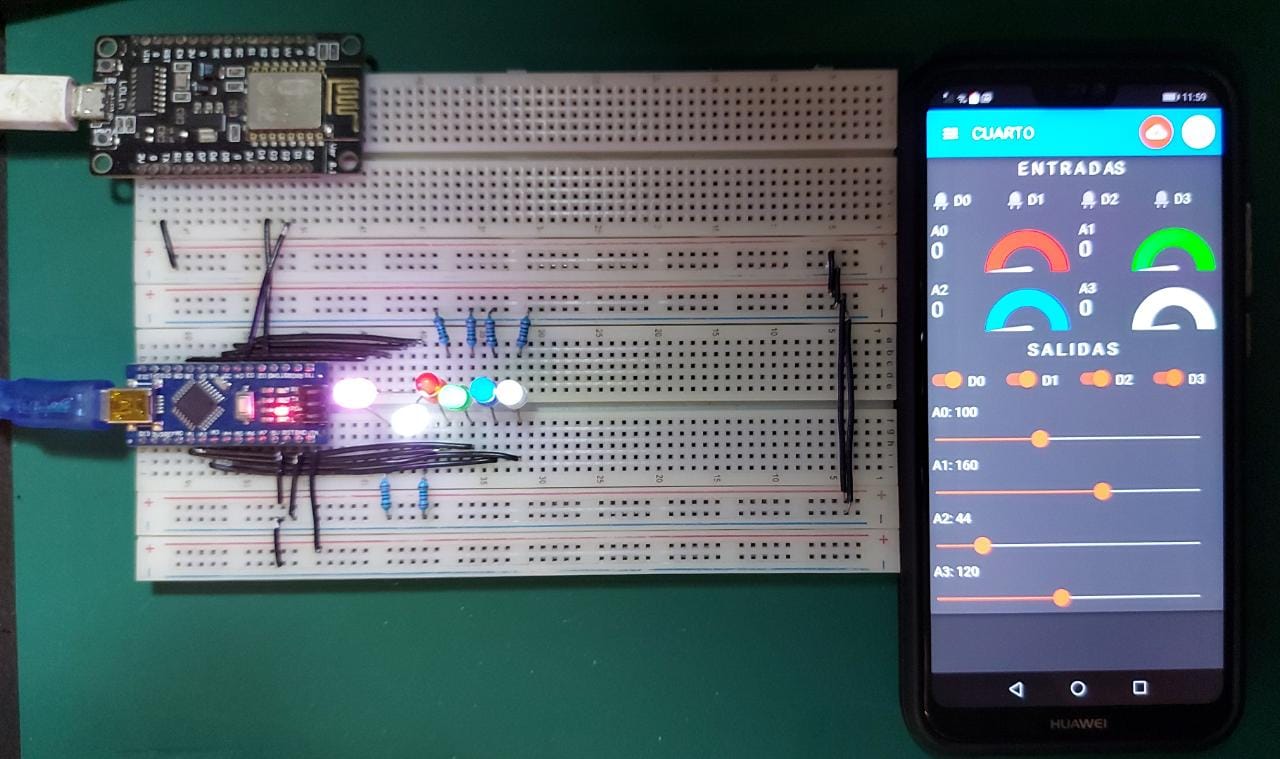 LOLIN
11:59
CUARTO
ENTRADAS
D0 D1 D2 D3
A0 A1
0 0
A2 A3
0 0
SALIDAS
D0 D1 D2 D3
A0: 100
A1: 160
A2: 44
A3: 120
HUAWEI